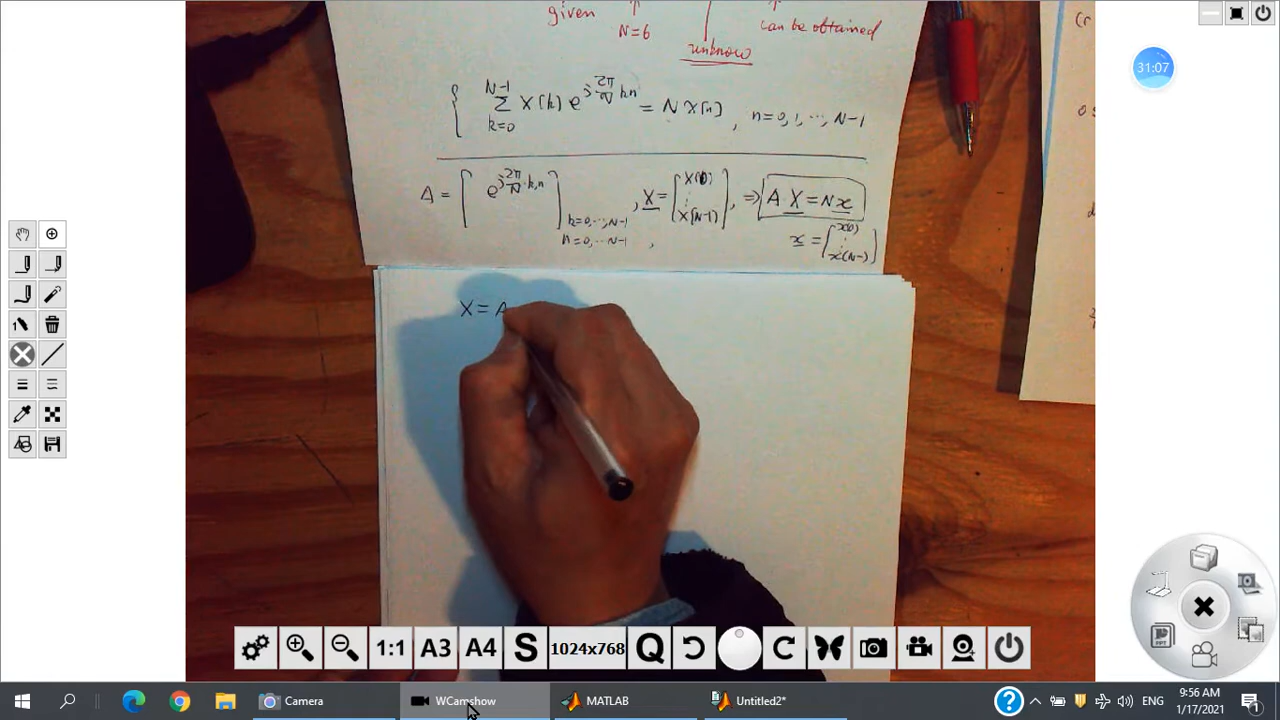 given ↑ ↑
N=6 can be obtained
unknow
31:07
(r
N-1
∑ X(k) e^{j 2π/N kn} = N x[n] , n=0,1,...,N-1
k=0
A = [ e^{j 2π/N k,n} ] k=0,...,N-1 n=0,...N-1 , X = [ X(0) ⋮ X[N-1) ] , ⇒ A X = N x
x = [ x(0) ⋮ x(N-1) ]
X = A
1:1 A3 A4 S 1024x768 Q
PPT
Camera WCamshow MATLAB Untitled2* ENG 9:56 AM
1/17/2021